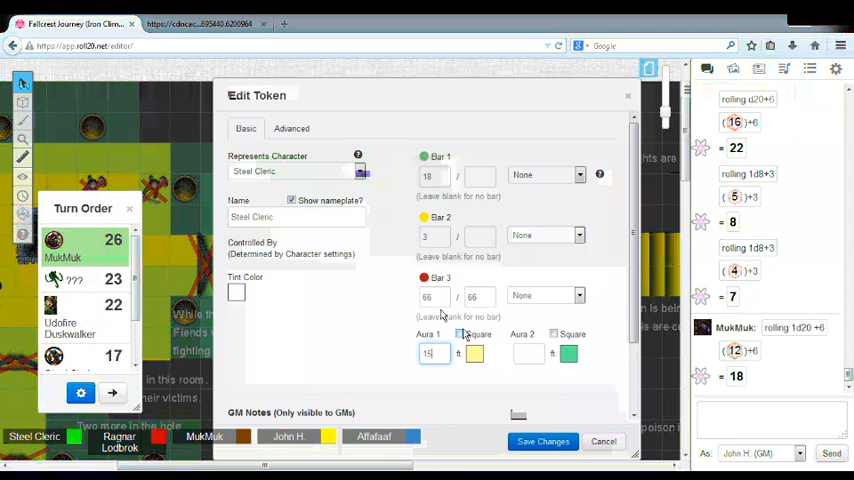 Fallcrest Journey (Iron Clim...
https://cdncac...695440.6200964
https://app.roll20.net/editor/
Google
Edit Token
Basic
Advanced
Represents Character
Steel Cleric
Name
Show nameplate?
Steel Cleric
Controlled By
(Determined by Character settings)
Tint Color
Bar 1
18 /
None
(Leave blank for no bar)
Bar 2
3 /
None
(Leave blank for no bar)
Bar 3
66 / 66
None
(Leave blank for no bar)
Aura 1
Square
Aura 2
Square
15 ft.
ft.
GM Notes (Only visible to GMs)
Save Changes
Cancel
Turn Order
26
MukMuk
??? 23
22
Udofire
Duskwalker
17
Fiends
fighting
in this room.
their victims.
Two more in the hole
Steel Cleric
Ragnar
Lodbrok
MukMuk
John H.
Affafaaf
rolling d20+6
(16)+6
= 22
rolling 1d8+3
(5)+3
= 8
rolling 1d8+3
(4)+3
= 7
MukMuk: rolling 1d20 +6
(12)+6
= 18
As: John H. (GM)
Send